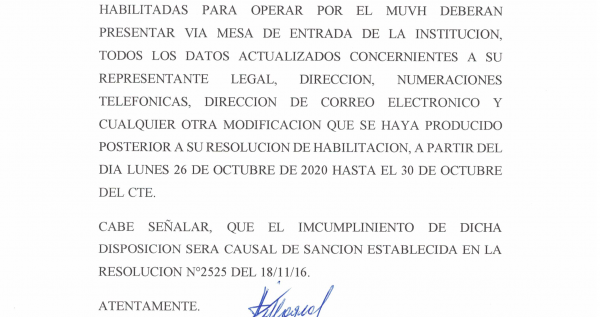 HABILITADAS PARA OPERAR POR EL MUVH DEBERAN
PRESENTAR VIA MESA DE ENTRADA DE LA INSTITUCION,
TODOS LOS DATOS ACTUALIZADOS CONCERNIENTES A SU
REPRESENTANTE LEGAL, DIRECCION, NUMERACIONES
TELEFONICAS, DIRECCION DE CORREO ELECTRONICO Y
CUALQUIER OTRA MODIFICACION QUE SE HAYA PRODUCIDO
POSTERIOR A SU RESOLUCION DE HABILITACION, A PARTIR DEL
DIA LUNES 26 DE OCTUBRE DE 2020 HASTA EL 30 DE OCTUBRE
DEL CTE.
CABE SEÑALAR, QUE EL IMCUMPLINIENTO DE DICHA
DISPOSICION SERA CAUSAL DE SANCION ESTABLECIDA EN LA
RESOLUCION N°2525 DEL 18/11/16.
ATENTAMENTE.